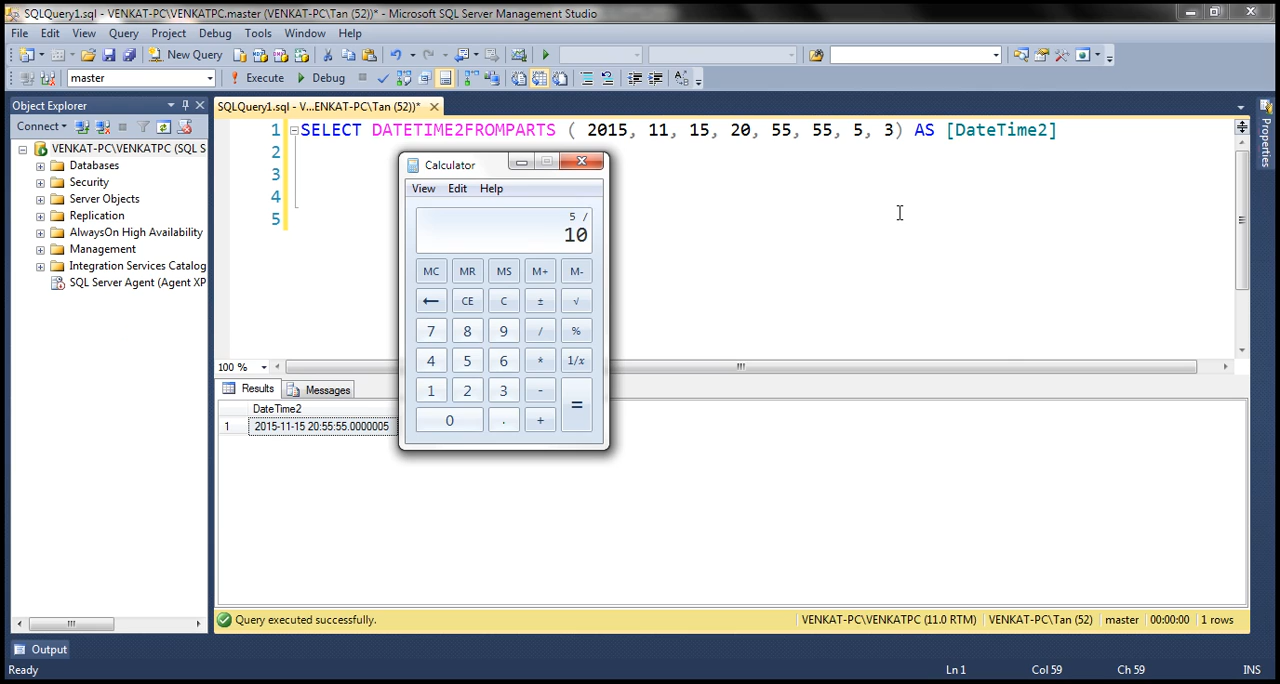 SQLQuery1.sql - VENKAT-PC\VENKATPC.master (VENKAT-PC\Tan (52))* - Microsoft SQL Server Management Studio
File Edit View Query Project Debug Tools Window Help
New Query
master Execute Debug
Object Explorer
Connect
VENKAT-PC\VENKATPC (SQL S
Databases
Security
Server Objects
Replication
AlwaysOn High Availability
Management
Integration Services Catalog
SQL Server Agent (Agent XP
SQLQuery1.sql - V...ENKAT-PC\Tan (52))*
1 SELECT DATETIME2FROMPARTS ( 2015, 11, 15, 20, 55, 55, 5, 3) AS [DateTime2]
2
3
4
5
Calculator
View Edit Help
5 /
10
MC MR MS M+ M-
← CE C ± √
7 8 9 / %
4 5 6 * 1/x
1 2 3 - =
0 . +
100 %
Results Messages
DateTime2
1 2015-11-15 20:55:55.0000005
Query executed successfully. VENKAT-PC\VENKATPC (11.0 RTM) VENKAT-PC\Tan (52) master 00:00:00 1 rows
Properties
Output
Ready Ln 1 Col 59 Ch 59 INS